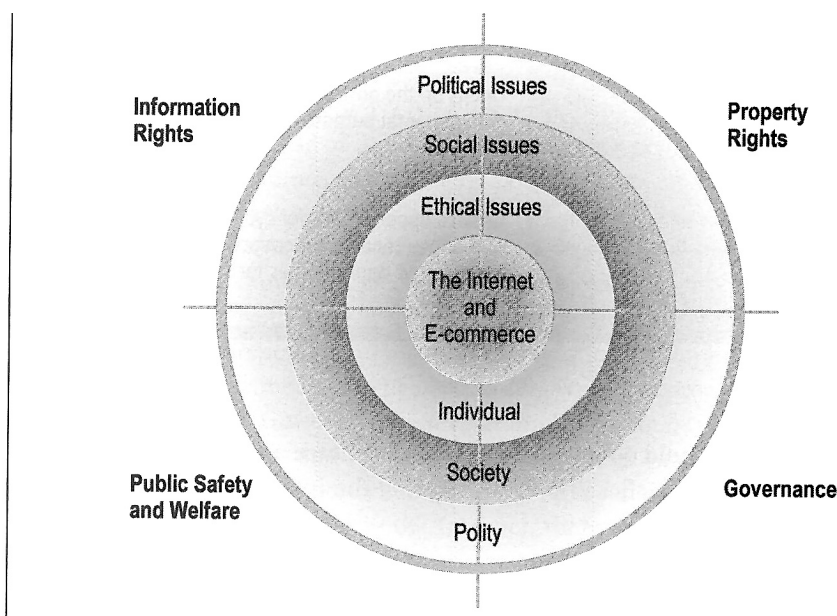 Political Issues
Information
Rights
Property
Rights
Social Issues
Ethical Issues
The Internet
and
E-commerce
Individual
Society
Public Safety
and Welfare
Governance
Polity